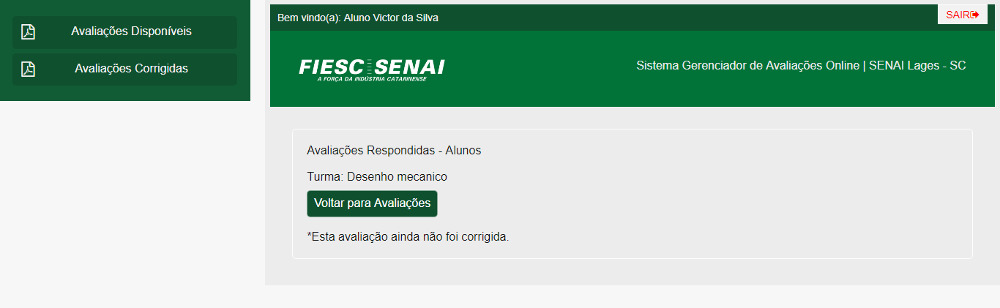 Avaliações Disponíveis
Avaliações Corrigidas
Bem vindo(a): Aluno Victor da Silva
SAIR
FIESC SENAI
A FORÇA DA INDÚSTRIA CATARINENSE
Sistema Gerenciador de Avaliações Online | SENAI Lages - SC
Avaliações Respondidas - Alunos
Turma: Desenho mecanico
Voltar para Avaliações
*Esta avaliação ainda não foi corrigida.